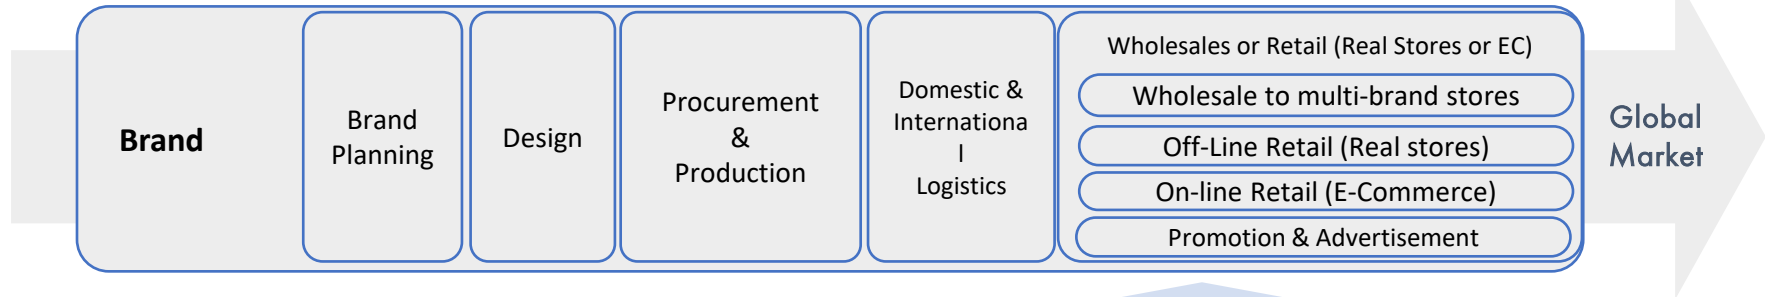 Brand
Brand
Planning
Design
Procurement
&
Production
Domestic &
Internationa
l
Logistics
Wholesales or Retail (Real Stores or EC)
Wholesale to multi-brand stores
Off-Line Retail (Real stores)
On-line Retail (E-Commerce)
Promotion & Advertisement
Global
Market